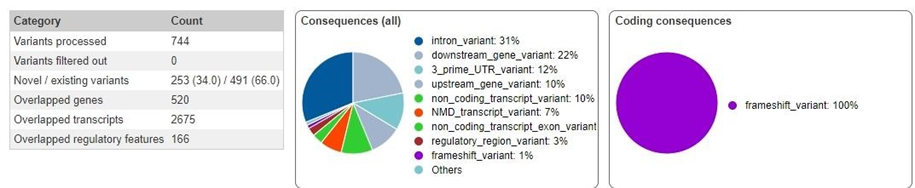 Category Count
Variants processed 744
Variants filtered out 0
Novel / existing variants 253 (34.0) / 491 (66.0)
Overlapped genes 520
Overlapped transcripts 2675
Overlapped regulatory features 166
Consequences (all)
intron_variant: 31%
downstream_gene_variant: 22%
3_prime_UTR_variant: 12%
upstream_gene_variant: 10%
non_coding_transcript_variant: 10%
NMD_transcript_variant: 7%
non_coding_transcript_exon_variant
regulatory_region_variant: 3%
frameshift_variant: 1%
Others
Coding consequences
frameshift_variant: 100%